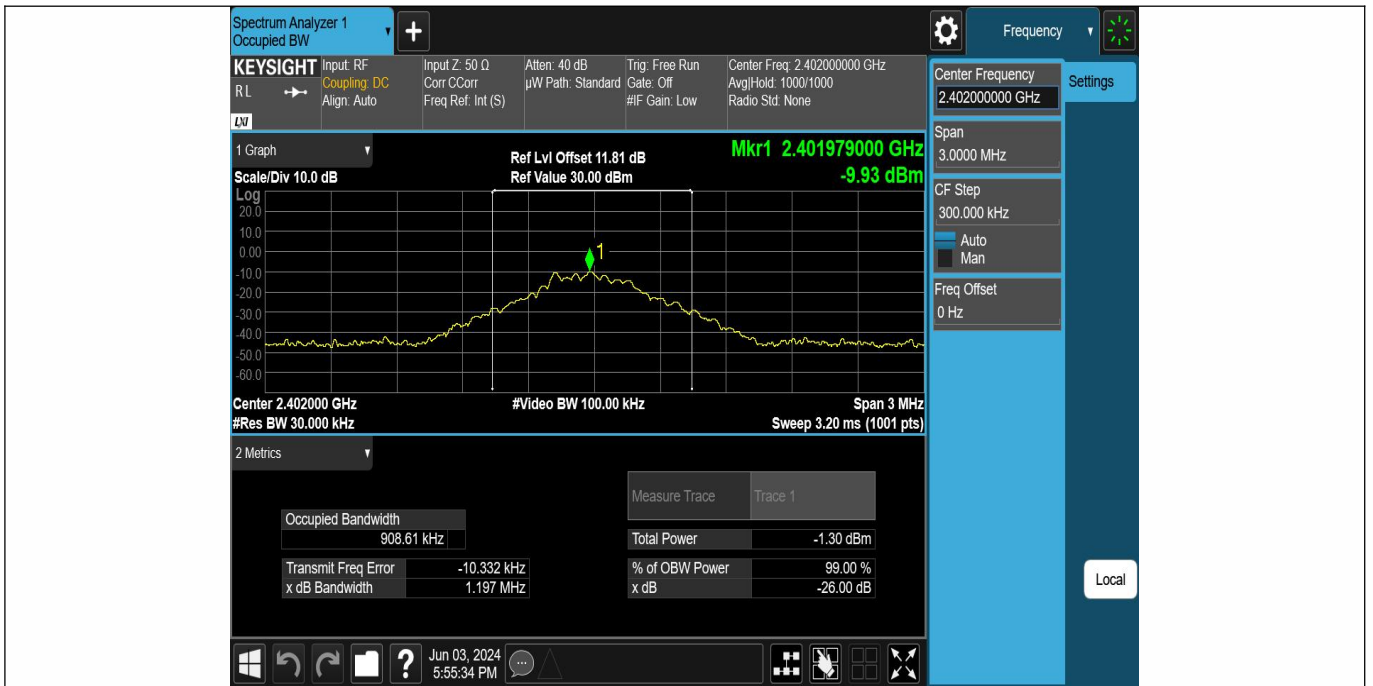 Spectrum Analyzer 1
Occupied BW
+
Frequency
KEYSIGHT
RL
LXI
Input: RF
Coupling: DC
Align: Auto
Input Z: 50 Ω
Corr CCorr
Freq Ref: Int (S)
Atten: 40 dB
µW Path: Standard
Trig: Free Run
Gate: Off
#IF Gain: Low
Center Freq: 2.402000000 GHz
Avg|Hold: 1000/1000
Radio Std: None
Center Frequency
2.402000000 GHz
Settings
Span
3.0000 MHz
CF Step
300.000 kHz
Auto
Man
Freq Offset
0 Hz
Local
1 Graph
Scale/Div 10.0 dB
Ref Lvl Offset 11.81 dB
Ref Value 30.00 dBm
Mkr1 2.401979000 GHz
-9.93 dBm
Log
20.0
10.0
0.00
-10.0
-20.0
-30.0
-40.0
-50.0
-60.0
1
Center 2.402000 GHz
#Res BW 30.000 kHz
#Video BW 100.00 kHz
Span 3 MHz
Sweep 3.20 ms (1001 pts)
2 Metrics
Measure Trace Trace 1
Occupied Bandwidth
908.61 kHz
Total Power -1.30 dBm
Transmit Freq Error -10.332 kHz
% of OBW Power 99.00 %
x dB Bandwidth 1.197 MHz
x dB -26.00 dB
?
Jun 03, 2024
5:55:34 PM